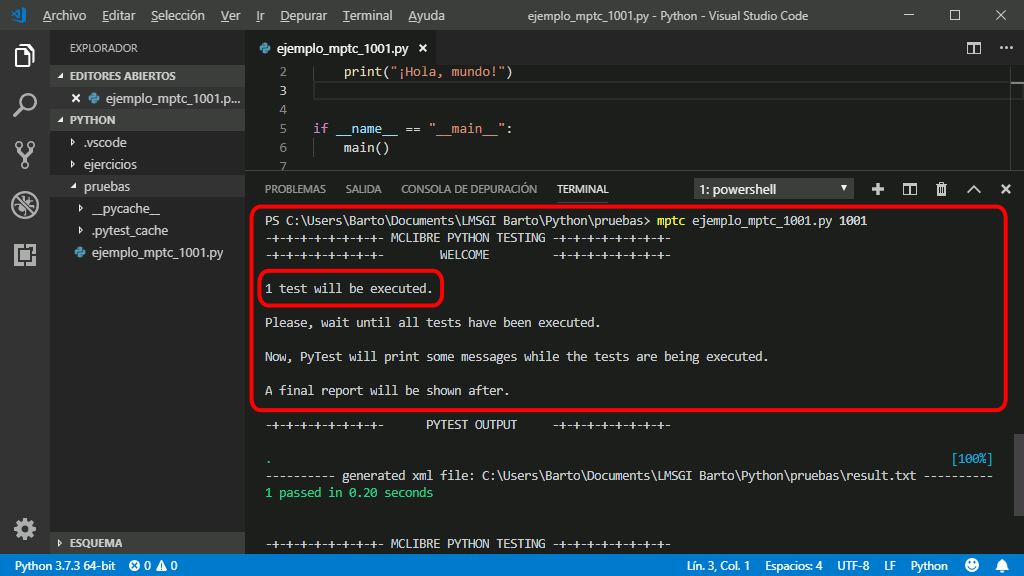 Archivo Editar Selección Ver Ir Depurar Terminal Ayuda ejemplo_mptc_1001.py - Python - Visual Studio Code
EXPLORADOR
EDITORES ABIERTOS
ejemplo_mptc_1001.p...
PYTHON
.vscode
ejercicios
pruebas
__pycache__
.pytest_cache
ejemplo_mptc_1001.py
ESQUEMA
ejemplo_mptc_1001.py
2 print("¡Hola, mundo!")
3
4
5 if __name__ == "__main__":
6 main()
7
PROBLEMAS SALIDA CONSOLA DE DEPURACIÓN TERMINAL 1: powershell
PS C:\Users\Barto\Documents\LMSGI Barto\Python\pruebas> mptc ejemplo_mptc_1001.py 1001
-+-+-+-+-+-+-+-+- MCLIBRE PYTHON TESTING -+-+-+-+-+-+-+-+-
-+-+-+-+-+-+-+-+- WELCOME -+-+-+-+-+-+-+-+-
1 test will be executed.
Please, wait until all tests have been executed.
Now, PyTest will print some messages while the tests are being executed.
A final report will be shown after.
-+-+-+-+-+-+-+-+- PYTEST OUTPUT -+-+-+-+-+-+-+-+-
. [100%]
---------- generated xml file: C:\Users\Barto\Documents\LMSGI Barto\Python\pruebas\result.txt ----------
1 passed in 0.20 seconds
-+-+-+-+-+-+-+-+- MCLIBRE PYTHON TESTING -+-+-+-+-+-+-+-+-
Python 3.7.3 64-bit 0 0 Lín. 3, Col. 1 Espacios: 4 UTF-8 LF Python